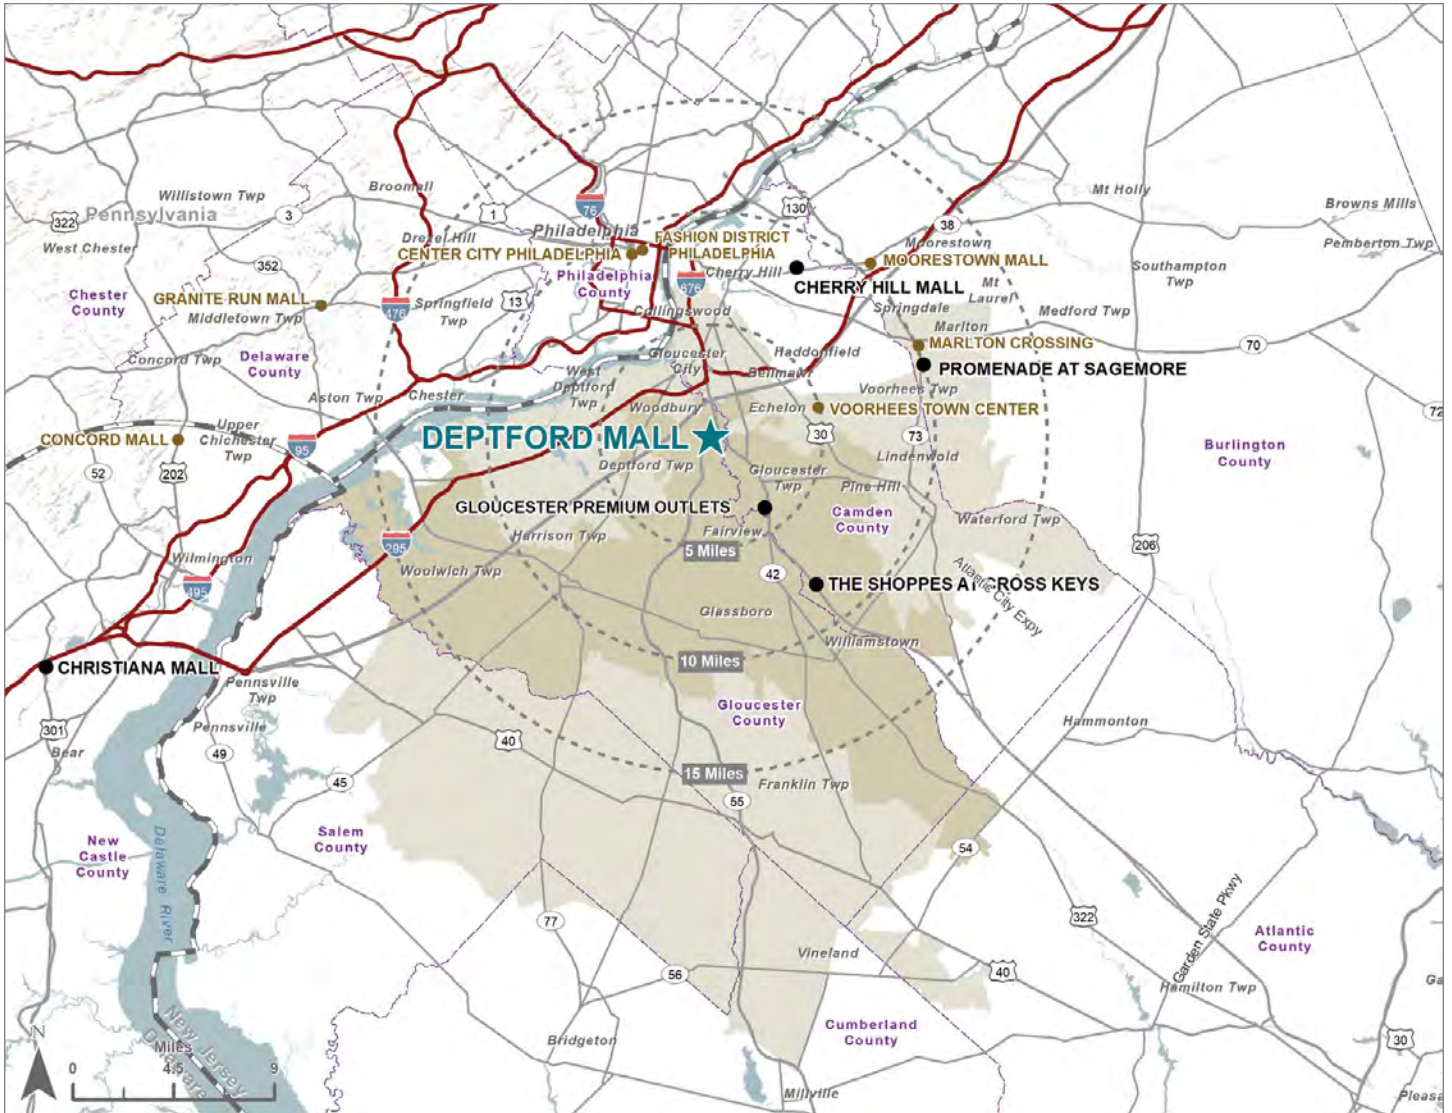 Mt Holly
Broomall
Willistown Twp
Browns Mills
322
Pennsylvania
3
1
76
130
38
Philadelphia
West Chester
Drexel Hill
FASHION DISTRICT
PHILADELPHIA
CENTER CITY PHILADELPHIA
Moorestown
MOORESTOWN MALL
Pemberton Twp
352
Philadelphia
County
676
Cherry Hill
CHERRY HILL MALL
Southampton
Twp
Chester
County
GRANITE RUN MALL
Middletown Twp
476
Springfield
Twp
13
Collingswood
Springdale
Mt
Laurel
Medford Twp
Marlton
MARLTON CROSSING
70
Concord Twp
Delaware
County
Gloucester
City
Haddonfield
Bellmawr
PROMENADE AT SAGEMORE
Aston Twp
Chester
West
Deptford
Twp
Woodbury
Echelon
Voorhees Twp
VOORHEES TOWN CENTER
72
Upper
Chichester
Twp
CONCORD MALL
95
DEPTFORD MALL
30
73
Burlington
County
52
202
Deptford Twp
Gloucester
Twp
Lindenwold
Pine Hill
GLOUCESTER PREMIUM OUTLETS
Camden
County
Waterford Twp
295
Harrison Twp
Fairview
5 Miles
206
Wilmington
Woolwich Twp
42
Atlantic City Expy
495
THE SHOPPES AT CROSS KEYS
Glassboro
Williamstown
CHRISTIANA MALL
10 Miles
Pennsville
Twp
Gloucester
County
Hammonton
301
Bear
Pennsville
49
40
45
15 Miles
Franklin Twp
55
New
Castle
County
Delaware River
Salem
County
54
77
322
Garden State Pkwy
Atlantic
County
Vineland
56
40
Hamilton Twp
Ga
Cumberland
County
30
Bridgeton
Millville
Pleasa
New Jersey
Delaware
N
Miles
0 4.5 9